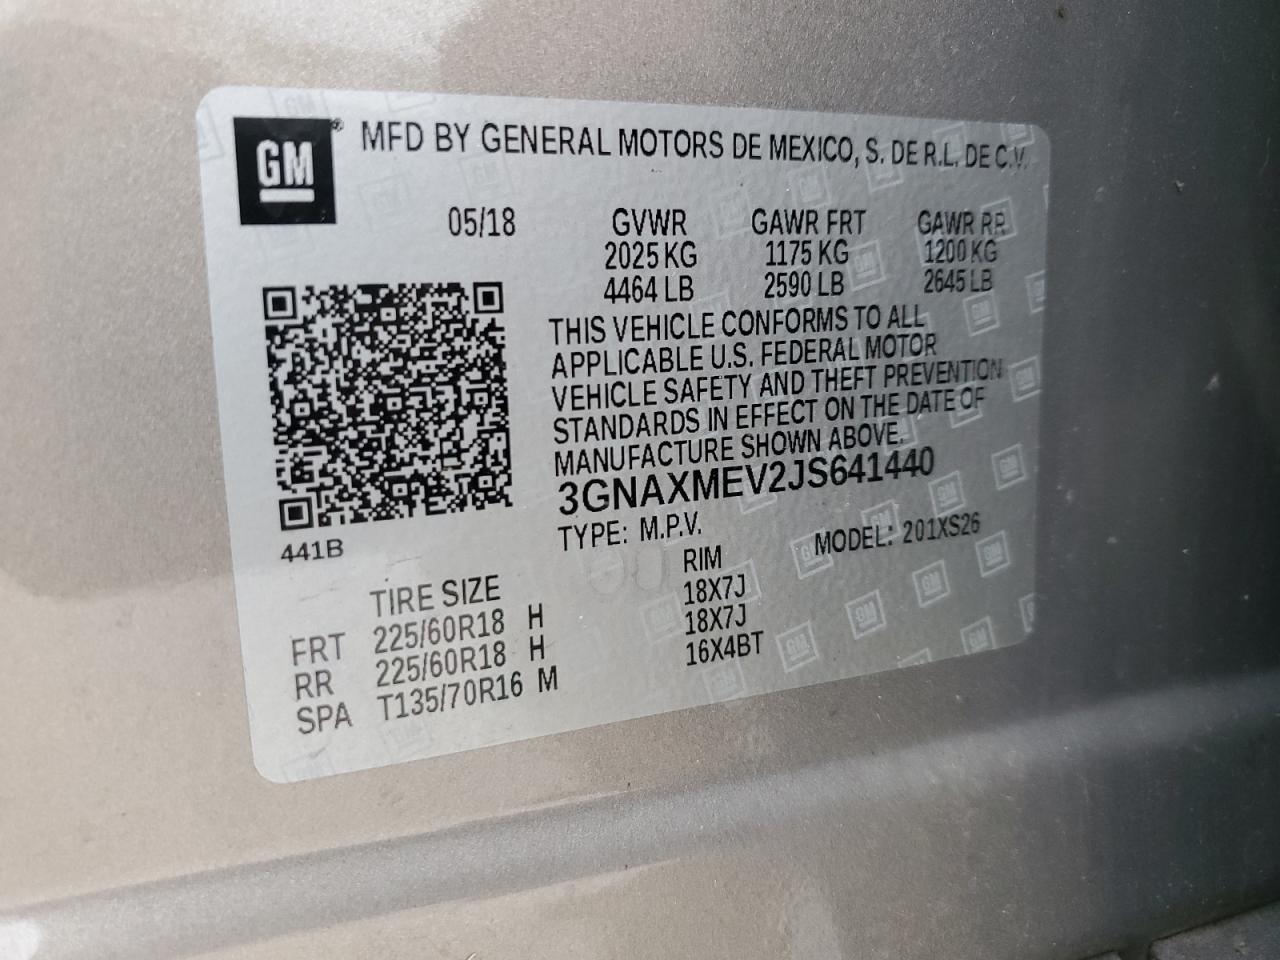 GM® MFD BY GENERAL MOTORS DE MEXICO, S. DE R.L. DE C.V.
05/18 GVWR GAWR FRT GAWR RR
2025 KG 1175 KG 1200 KG
4464 LB 2590 LB 2645 LB
THIS VEHICLE CONFORMS TO ALL
APPLICABLE U.S. FEDERAL MOTOR
VEHICLE SAFETY AND THEFT PREVENTION
STANDARDS IN EFFECT ON THE DATE OF
MANUFACTURE SHOWN ABOVE.
3GNAXMEV2JS641440
TYPE: M.P.V. MODEL: 201XS26
441B
TIRE SIZE RIM
FRT 225/60R18 H 18X7J
RR 225/60R18 H 18X7J
SPA T135/70R16 M 16X4BT